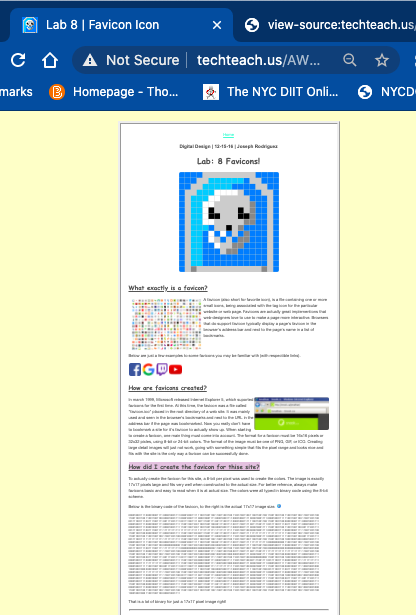 Lab 8 | Favicon Icon
view-source:techteach.us/
Not Secure | techteach.us/AW...
marks
Homepage - Tho...
The NYC DIIT Onli...
NYCD
Home
Digital Design | 12-15-16 | Joseph Rodriguez
Lab: 8 Favicons!
What exactly is a favicon?
A favicon (also short for favorite icon), is a file containing one or more
small icons, being associated with the tag icon for the particular
website or web page. Favicons are actually great implementions that
web designers love to use to make a page more interactive. Browsers
that do support favicon typically display a page's favicon in the
browser's address bar and next to the page's name in a list of
bookmarks.
Below are just a few examples to some favicons you may be familiar with (with respectible links).
How are favicons created?
In march 1999, Microsoft released Internet Explorer 5, which supported
favicons for the first time. At this time, the favicon was a file called
"favicon.ico" placed in the root directory of a web site. It was mainly
used and seen in the browser's bookmarks and next to the URL in the
address bar if the page was bookmarked. Now you really don't have
to bookmark a site for it's favicon to actually show up. When starting
to create a favicon, one main thing must come into account. The format for a favicon must be 16x16 pixels or
32x32 pixels, using 8-bit or 24-bit colors. The format of the image must be one of PNG, GIF, or ICO. Creating
large detail images will just not work, going with something simple that fits the pixel range and looks nice and
file with the site is the only way a favicon can be successfully done.
How did I create the favicon for thise site?
To actually create the favicon for this site, a 8-bit per pixel was used to create the colors. The image is exactly
17x17 pixels large and fits very well when constructed to the actual size. For better referece, always make
favicons basic and easy to read when it is at actual size. The colors were all typed in binary code using the 8-bit
scheme.
Below is the binary code of the favicon, to the right is the actual 17x17 image size.
That is a lot of binary for just a 17x17 pixel image right!